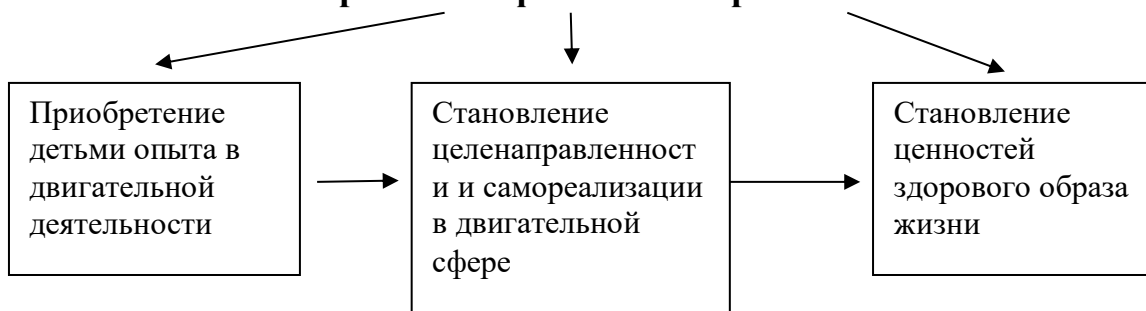 Приобретение
детьми опыта в
двигательной
деятельности
Становление
целенаправленност
и и самореализации
в двигательной
сфере
Становление
ценностей
здорового образа
жизни